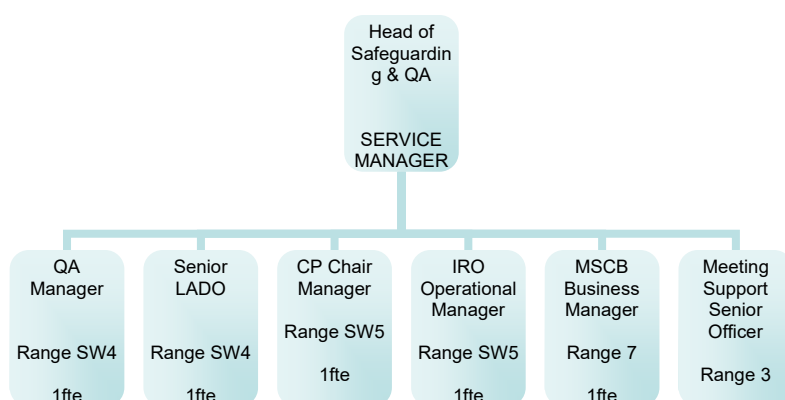 Head of
Safeguardin
g & QA
SERVICE
MANAGER
QA
Manager
Range SW4
1fte
Senior
LADO
Range SW4
1fte
CP Chair
Manager
Range SW5
1fte
IRO
Operational
Manager
Range SW5
1fte
MSCB
Business
Manager
Range 7
1fte
Meeting
Support
Senior
Officer
Range 3